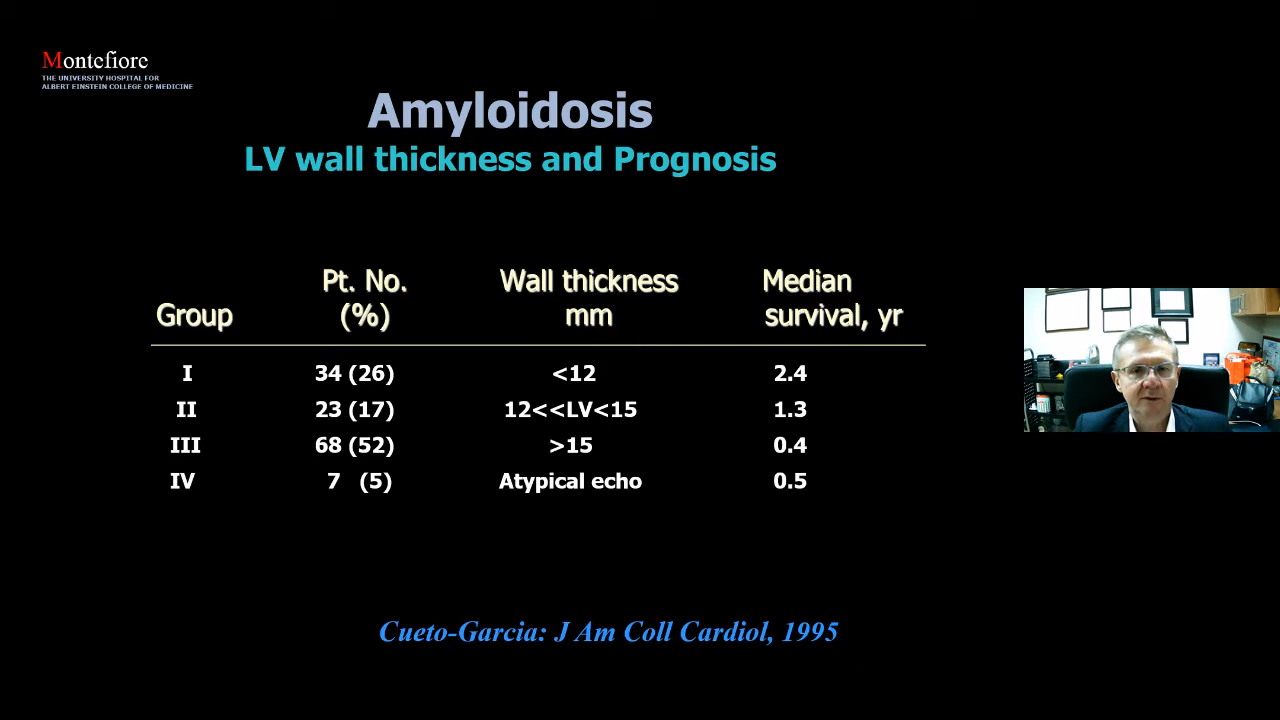 Montefiore
THE UNIVERSITY HOSPITAL FOR
ALBERT EINSTEIN COLLEGE OF MEDICINE
Amyloidosis
LV wall thickness and Prognosis
Group Pt. No. (%) Wall thickness mm Median survival, yr
I 34 (26) <12 2.4
II 23 (17) 12<<LV<15 1.3
III 68 (52) >15 0.4
IV 7 (5) Atypical echo 0.5
Cueto-Garcia: J Am Coll Cardiol, 1995